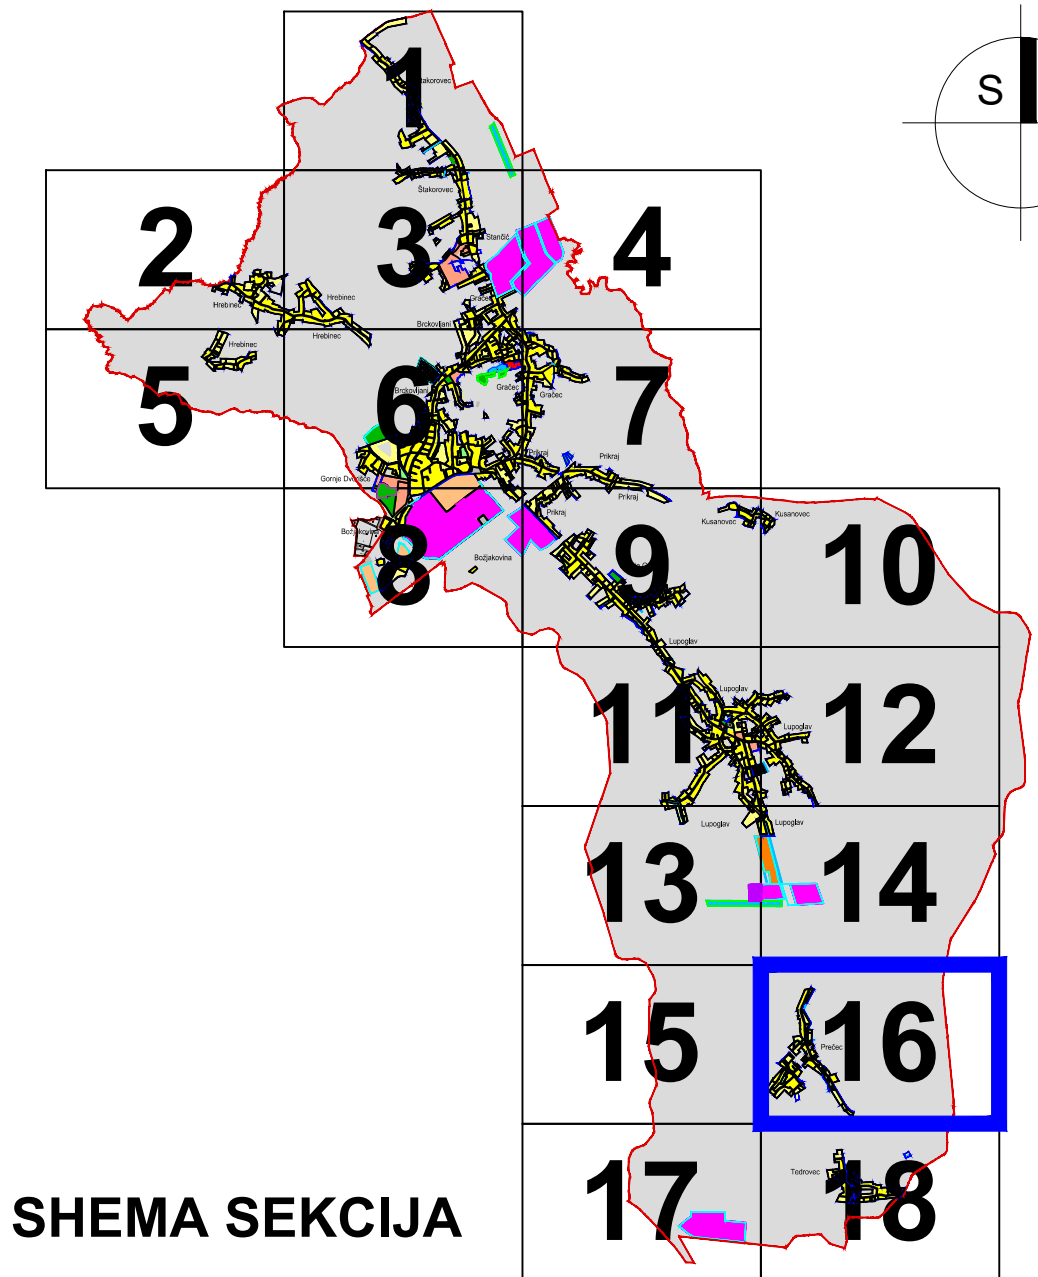 1
Štakorovec
S
Štakorovec
2
3
4
Stančić
Hrebinec
Hrebinec
Gračec
Hrebinec
Brckovljani
5
6
7
Brckovljani
Gračec
Gračec
Prikraj
Prikraj
Gornje Dvorišće
Prikraj
Prikraj
Kusanovec
Kusanovec
Božjakovina
8
Božjakovina
9
10
Lupoglav
11
12
Lupoglav
Lupoglav
Lupoglav
Lupoglav
13
14
15
16
Prečec
17
18
Tedrovec
SHEMA SEKCIJA